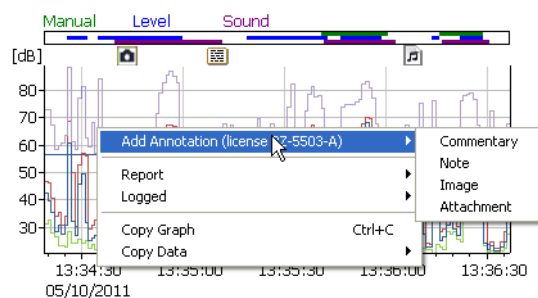 Manual Level Sound
[dB]
80
70
60
50
40
30
Add Annotation (license BZ-5503-A)
Report
Logged
Copy Graph Ctrl+C
Copy Data
Commentary
Note
Image
Attachment
13:34:30 13:35:00 13:35:30 13:36:00 13:36:30
05/10/2011